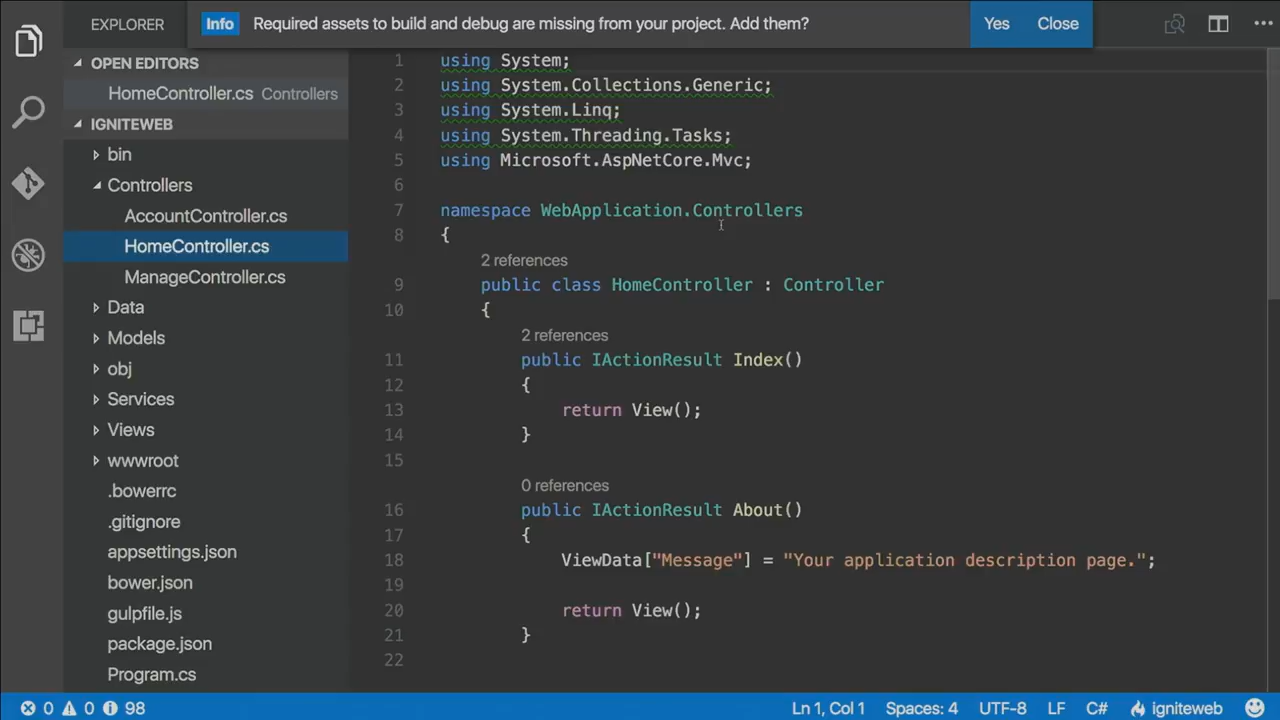 EXPLORER
Info Required assets to build and debug are missing from your project. Add them? Yes Close
OPEN EDITORS
HomeController.cs Controllers
IGNITEWEB
bin
Controllers
AccountController.cs
HomeController.cs
ManageController.cs
Data
Models
obj
Services
Views
wwwroot
.bowerrc
.gitignore
appsettings.json
bower.json
gulpfile.js
package.json
Program.cs
1 using System;
2 using System.Collections.Generic;
3 using System.Linq;
4 using System.Threading.Tasks;
5 using Microsoft.AspNetCore.Mvc;
6
7 namespace WebApplication.Controllers
8 {
2 references
9 public class HomeController : Controller
10 {
2 references
11 public IActionResult Index()
12 {
13 return View();
14 }
15
0 references
16 public IActionResult About()
17 {
18 ViewData["Message"] = "Your application description page.";
19
20 return View();
21 }
22
0 0 98 Ln 1, Col 1 Spaces: 4 UTF-8 LF C# igniteweb